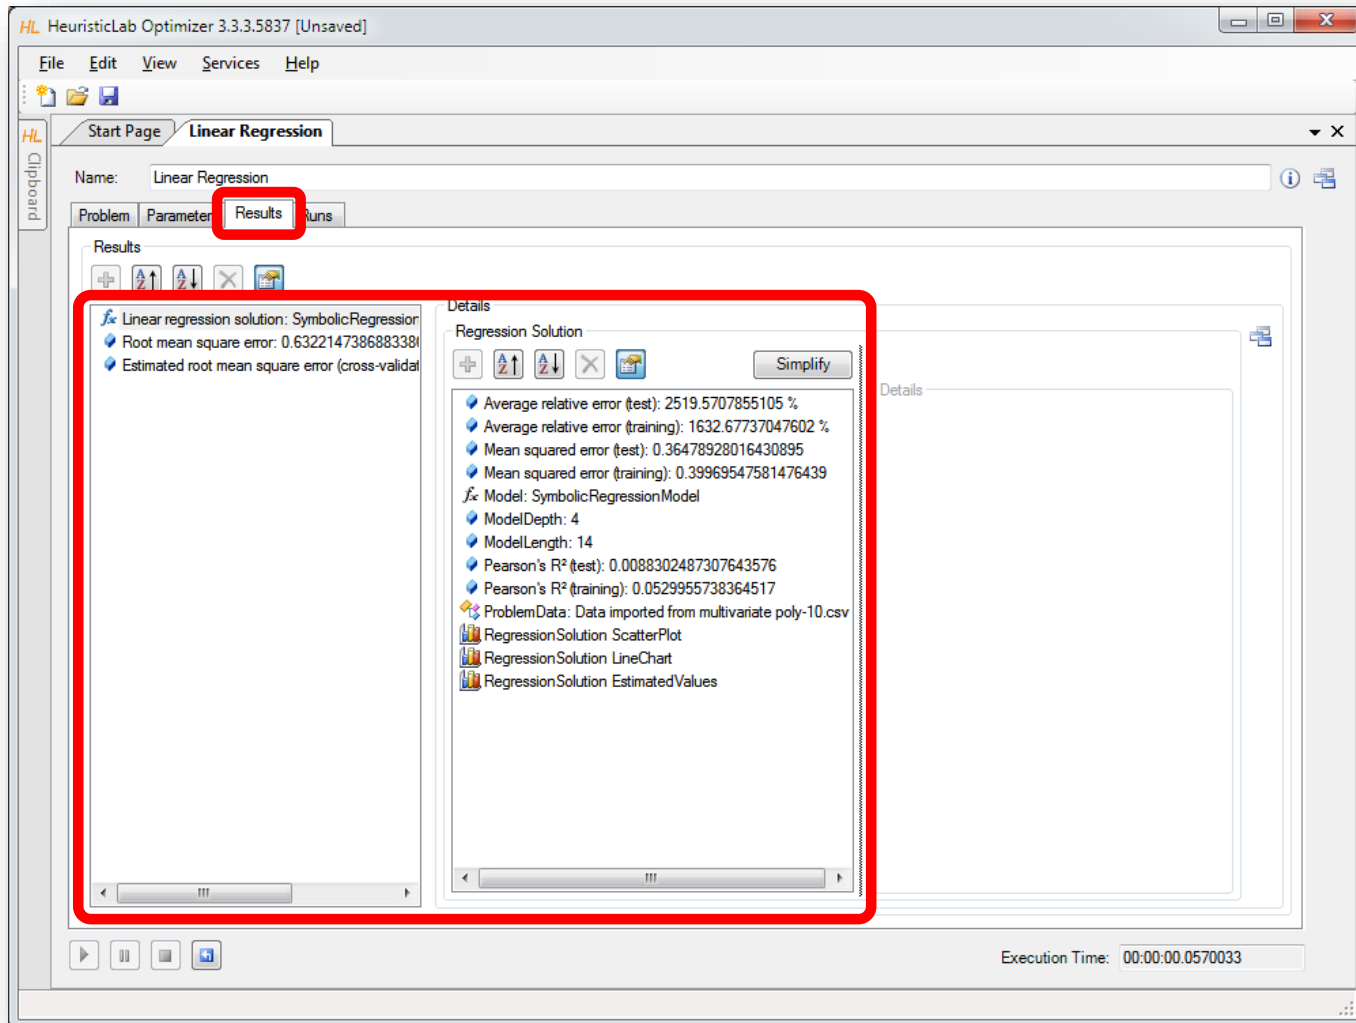 HL HeuristicLab Optimizer 3.3.3.5837 [Unsaved]
File Edit View Services Help
HL Clipboard
Start Page Linear Regression
Name: Linear Regression
Problem Parameter Results Runs
Results
Linear regression solution: SymbolicRegression
Root mean square error: 0.632214738688338
Estimated root mean square error (cross-validat
Details
Regression Solution
Simplify
Average relative error (test): 2519.5707855105 %
Average relative error (training): 1632.67737047602 %
Mean squared error (test): 0.36478928016430895
Mean squared error (training): 0.39969547581476439
Model: SymbolicRegressionModel
ModelDepth: 4
ModelLength: 14
Pearson's R² (test): 0.0088302487307643576
Pearson's R² (training): 0.0529955738364517
ProblemData: Data imported from multivariate poly-10.csv
RegressionSolution ScatterPlot
RegressionSolution LineChart
RegressionSolution EstimatedValues
Details
Execution Time: 00:00:00.0570033